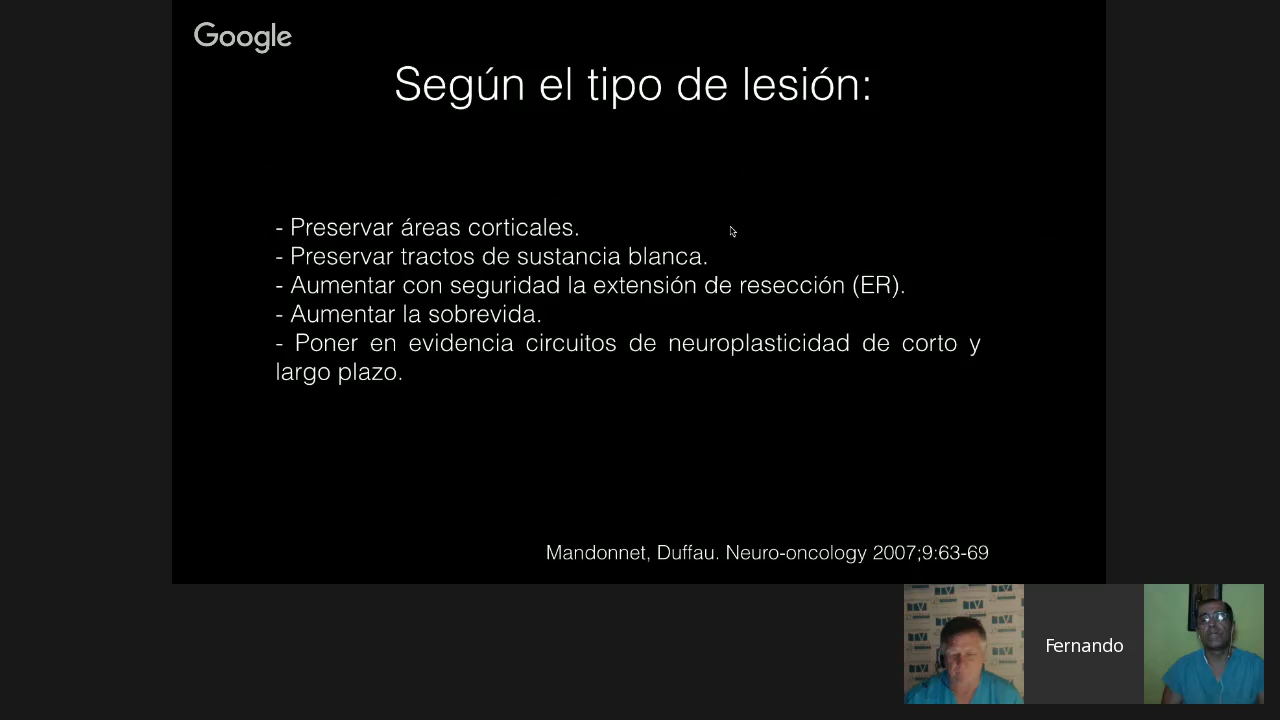 Google
Según el tipo de lesión:
- Preservar áreas corticales.
- Preservar tractos de sustancia blanca.
- Aumentar con seguridad la extensión de resección (ER).
- Aumentar la sobrevida.
- Poner en evidencia circuitos de neuroplasticidad de corto y
largo plazo.
Mandonnet, Duffau. Neuro-oncology 2007;9:63-69
Fernando